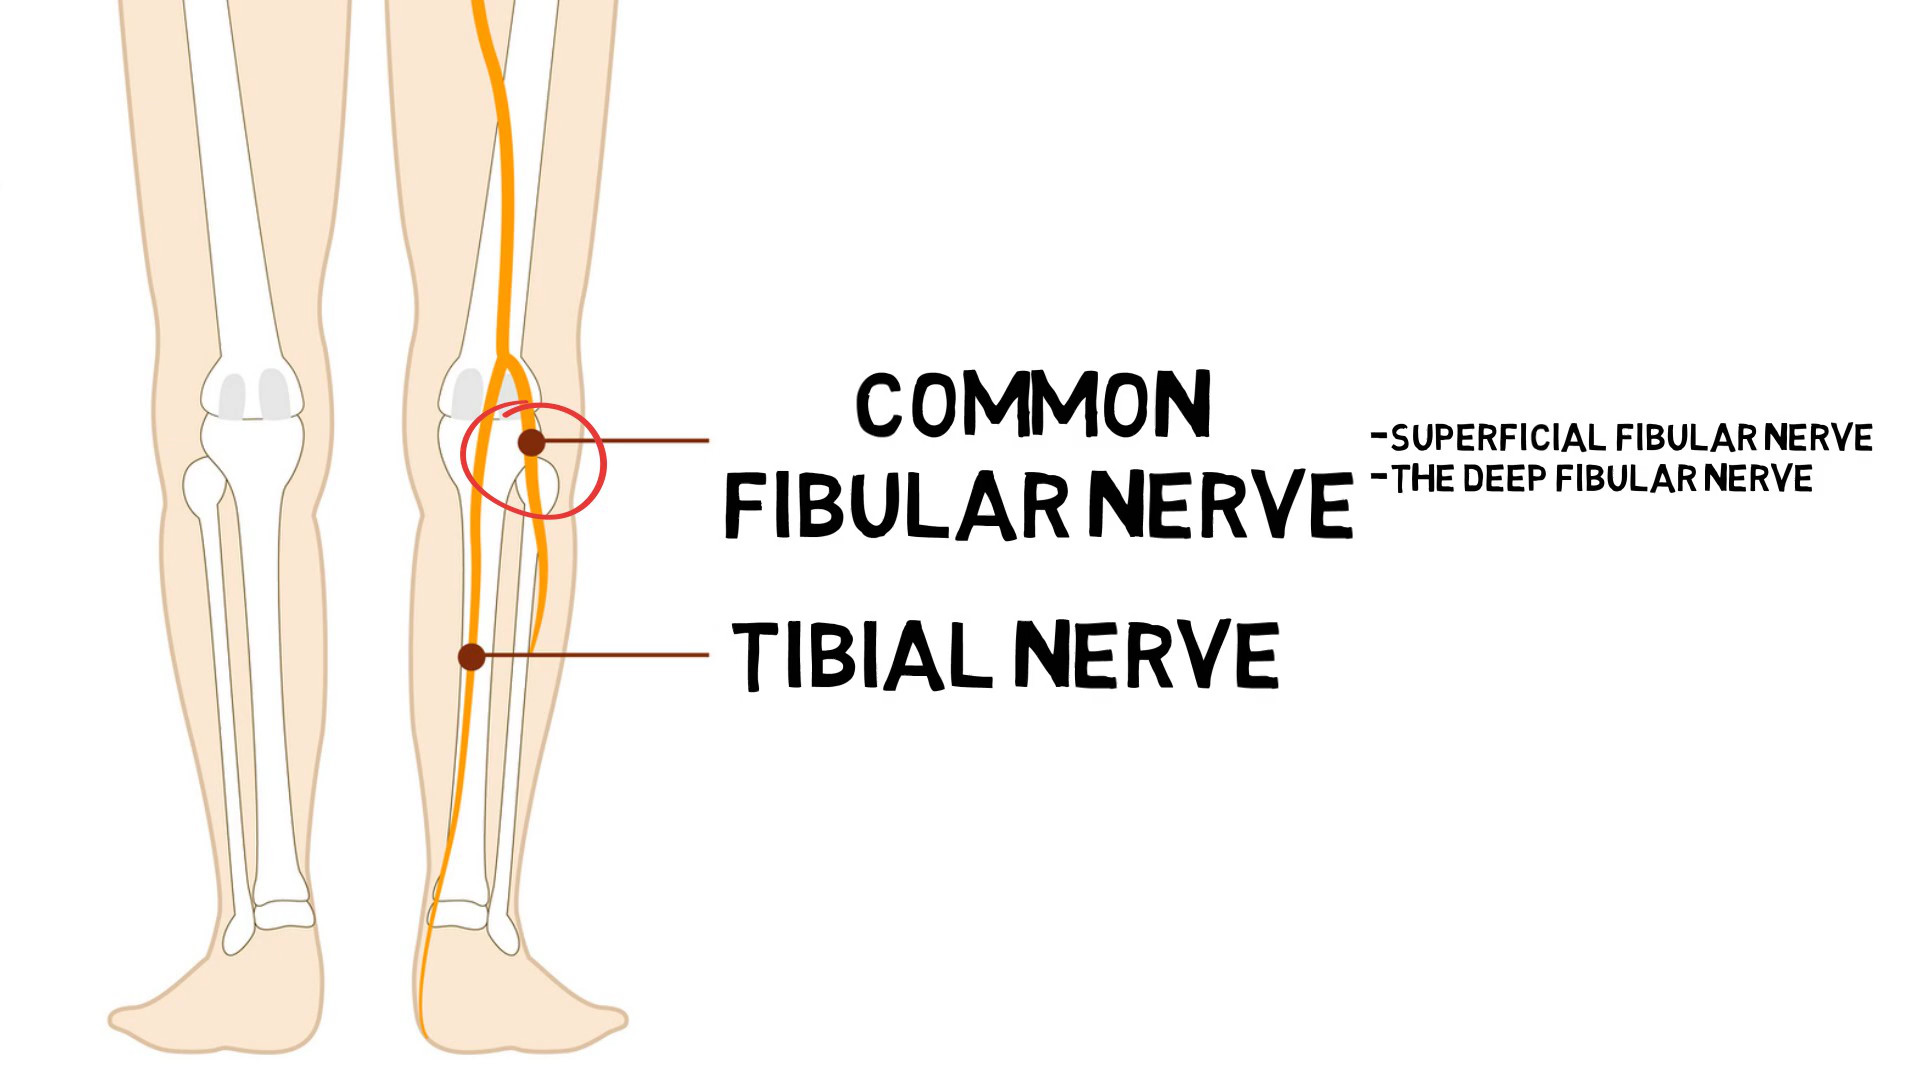 COMMON
FIBULAR NERVE
-SUPERFICIAL FIBULAR NERVE
-THE DEEP FIBULAR NERVE
TIBIAL NERVE